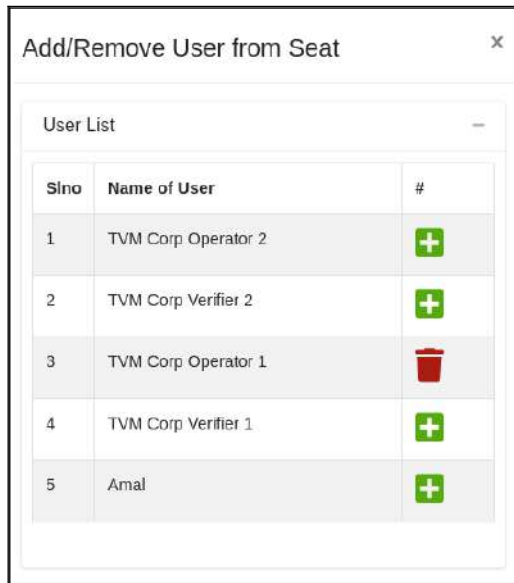 Add/Remove User from Seat ×
User List −
Slno Name of User #
1 TVM Corp Operator 2
2 TVM Corp Verifier 2
3 TVM Corp Operator 1
4 TVM Corp Verifier 1
5 Amal